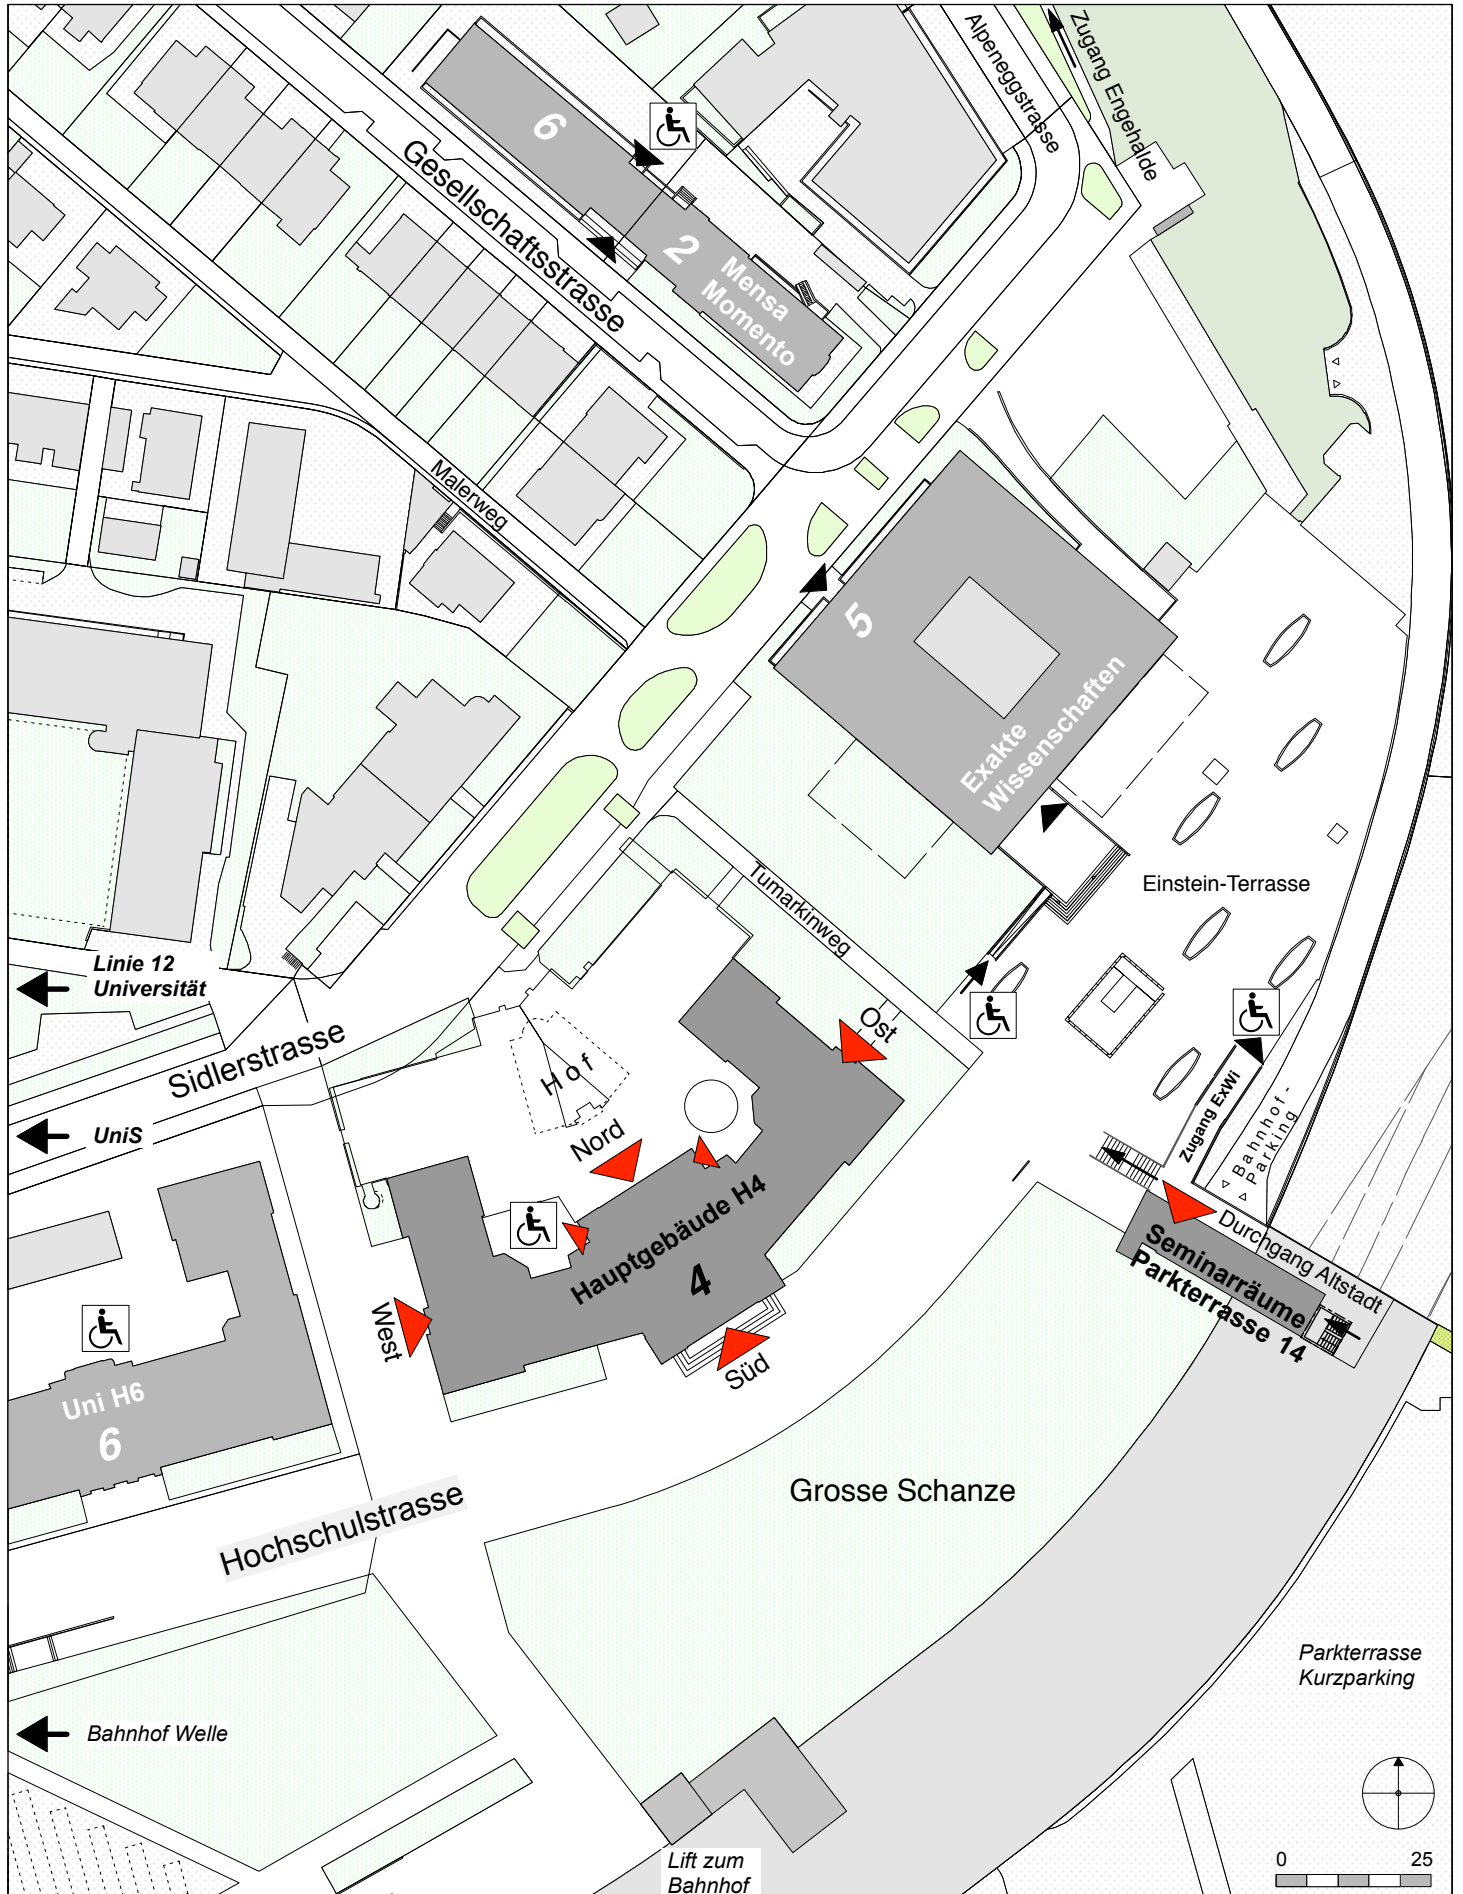 Alpeneggstrasse
Zugang Engehalde
6
Gesellschaftsstrasse
2
Mensa
Momento
Malerweg
5
Exakte
Wissenschaften
Einstein-Terrasse
Tumarkinweg
Linie 12
Universität
Sidlerstrasse
Hof
Ost
UniS
Nord
Zugang ExWi
Bahnhof-
Parking
Hauptgebäude H4
4
Durchgang Altstadt
Seminarräume
Parkterrasse 14
West
Süd
Uni H6
6
Grosse Schanze
Hochschulstrasse
Parkterrasse
Kurzparking
Bahnhof Welle
Lift zum
Bahnhof
0 25